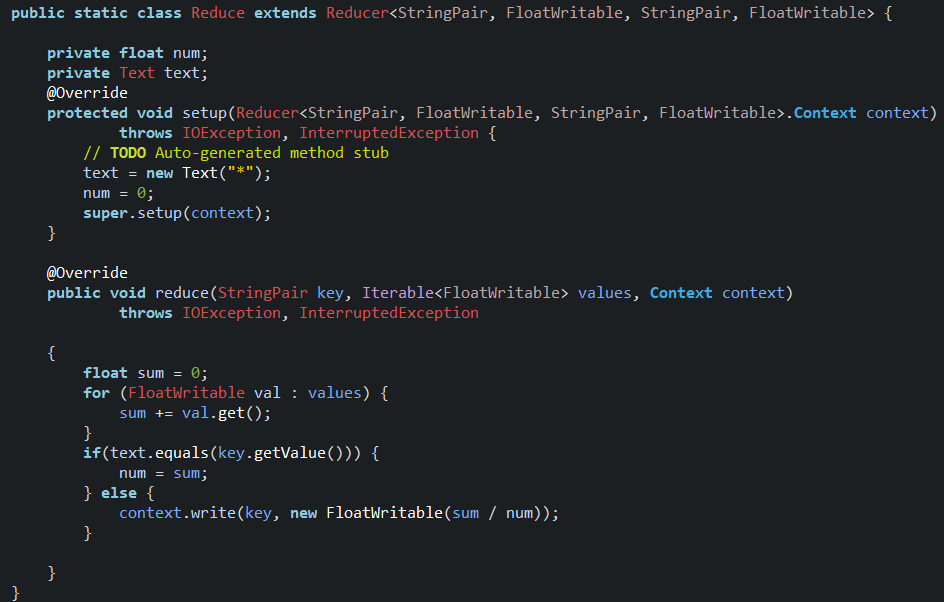 public static class Reduce extends Reducer<StringPair, FloatWritable, StringPair, FloatWritable> {
private float num;
private Text text;
@Override
protected void setup(Reducer<StringPair, FloatWritable, StringPair, FloatWritable>.Context context)
throws IOException, InterruptedException {
// TODO Auto-generated method stub
text = new Text("*");
num = 0;
super.setup(context);
}
@Override
public void reduce(StringPair key, Iterable<FloatWritable> values, Context context)
throws IOException, InterruptedException
{
float sum = 0;
for (FloatWritable val : values) {
sum += val.get();
}
if(text.equals(key.getValue())) {
num = sum;
} else {
context.write(key, new FloatWritable(sum / num));
}
}
}